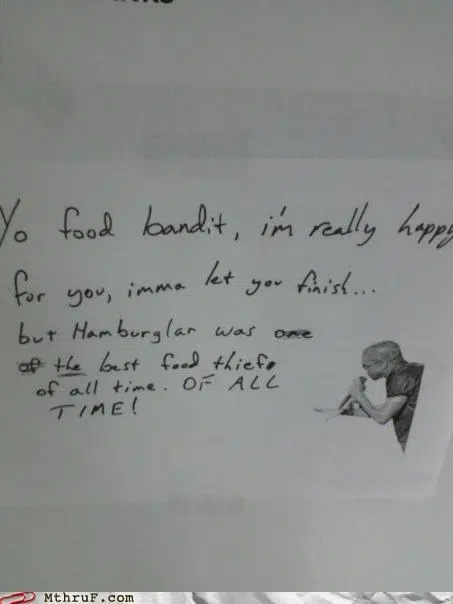 Yo food bandit, i'm really happy
for you, imma let you finish...
but Hamburglar was one
of the best food thiefs
of all time. OF ALL
TIME!
MThruF.com